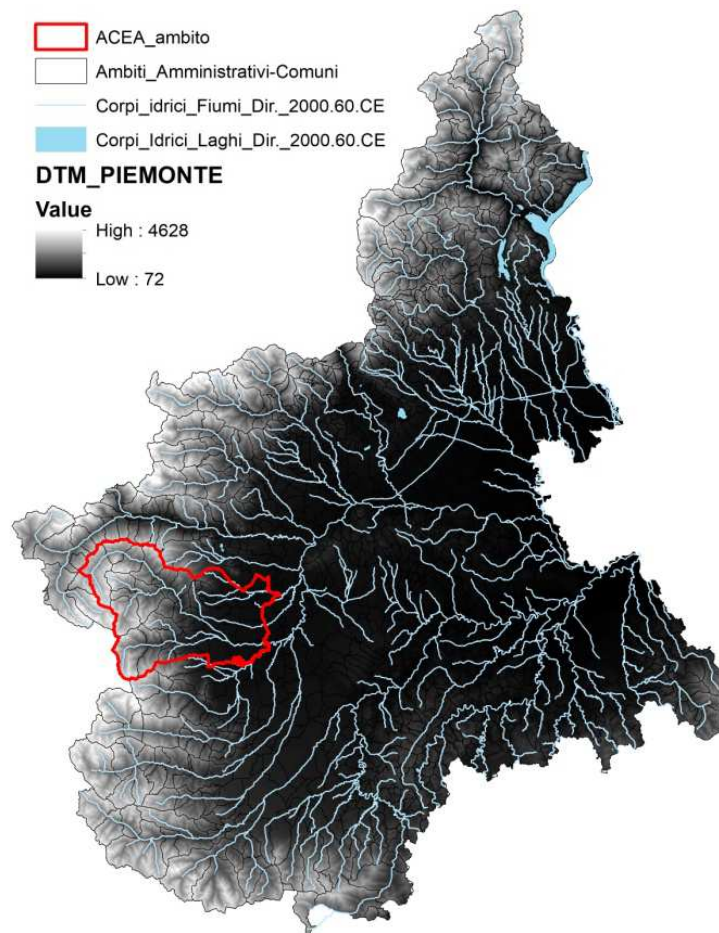 ACEA_ambito
Ambiti_Amministrativi-Comuni
Corpi_idrici_Fiumi_Dir._2000.60.CE
Corpi_Idrici_Laghi_Dir._2000.60.CE
DTM_PIEMONTE
Value
High : 4628
Low : 72